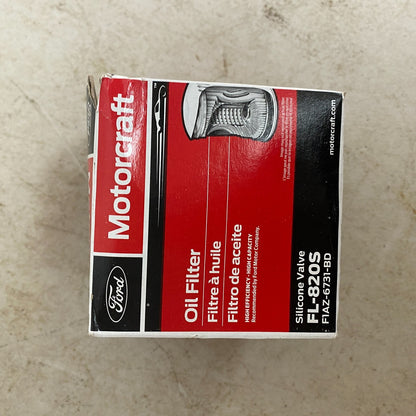 Motorcraft
Ford
Oil Filter
Filtre à huile
Filtro de aceite
HIGH EFFICIENCY • HIGH CAPACITY
Recommended by Ford Motor Company.
Silicone Valve
FL-820S
F1AZ-6731-BD
motorcraft.com